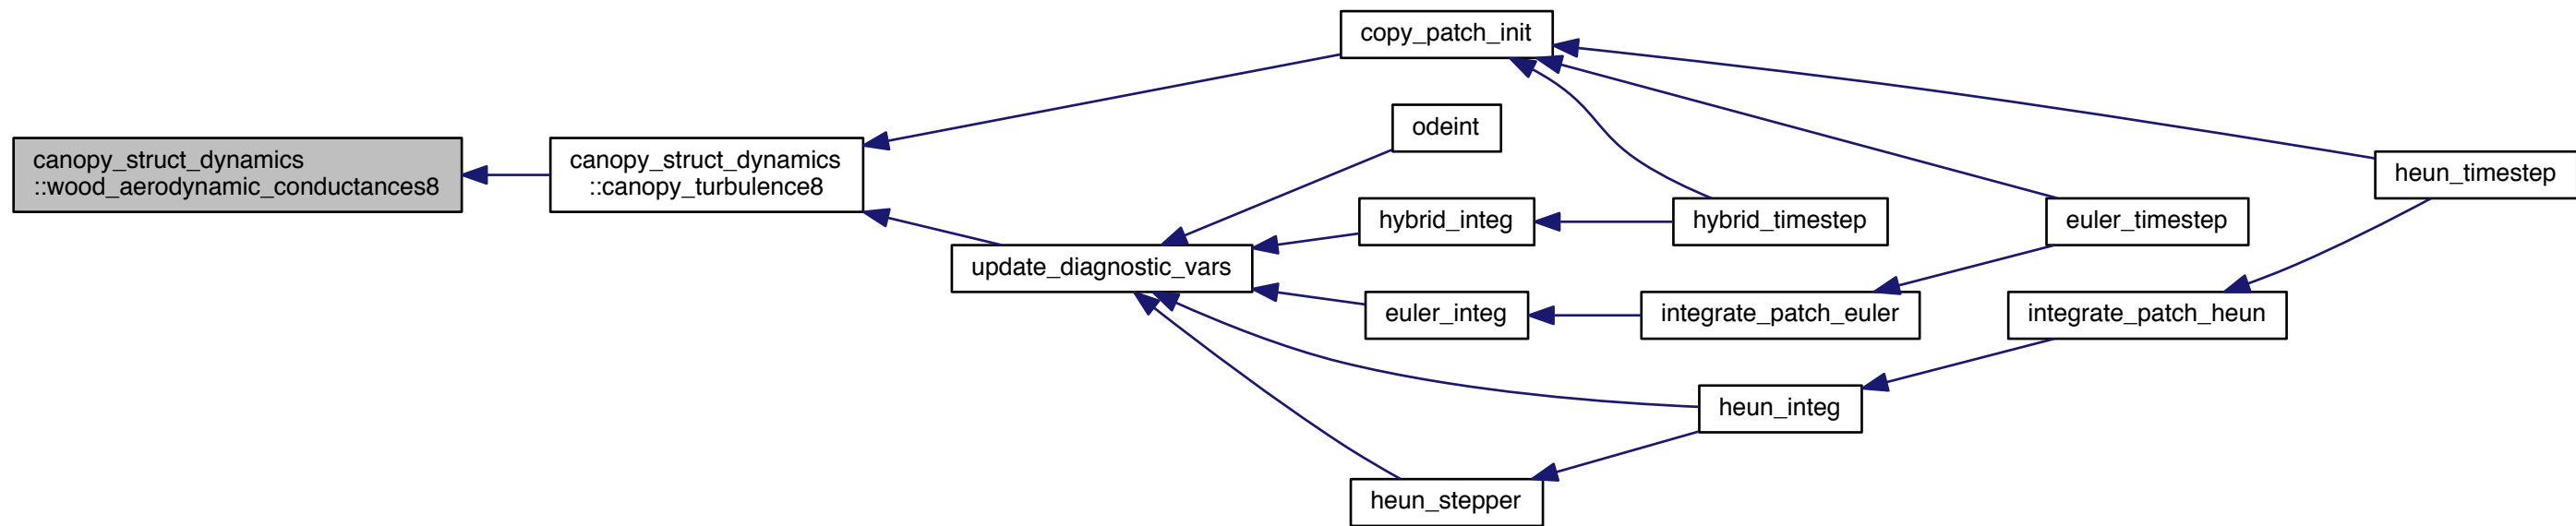 copy_patch_init
odeint
canopy_struct_dynamics
::wood_aerodynamic_conductances8
canopy_struct_dynamics
::canopy_turbulence8
heun_timestep
hybrid_integ
hybrid_timestep
euler_timestep
update_diagnostic_vars
euler_integ
integrate_patch_euler
integrate_patch_heun
heun_integ
heun_stepper